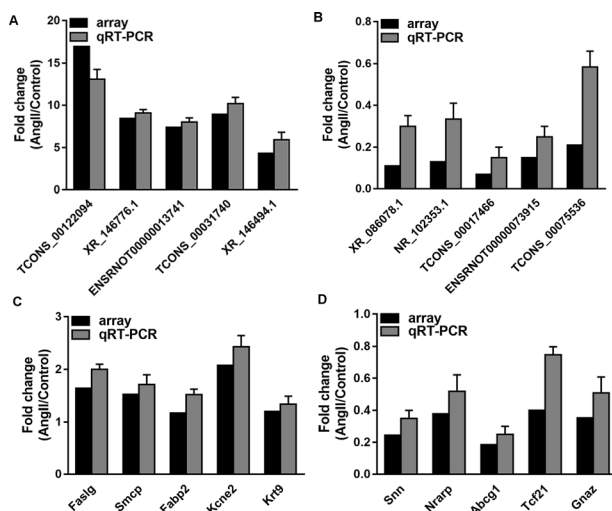 A
array
qRT-PCR
Fold change
(AngII/Control)
20
15
10
5
0
TCONS_00122094
XR_146776.1
ENSRNOT00000013741
TCONS_00031740
XR_146494.1
B
array
qRT-PCR
Fold change
(AngII/Control)
0.8
0.6
0.4
0.2
0.0
XR_086078.1
NR_102353.1
TCONS_00017466
ENSRNOT00000073915
TCONS_00075536
C
array
qRT-PCR
Fold change
(AngII/Control)
3
2
1
0
Faslg
Smcp
Fabp2
Kcne2
Krt9
D
array
qRT-PCR
Fold change
(AngII/Control)
1.0
0.8
0.6
0.4
0.2
0.0
Snn
Nrarp
Abcg1
Tcf21
Gnaz